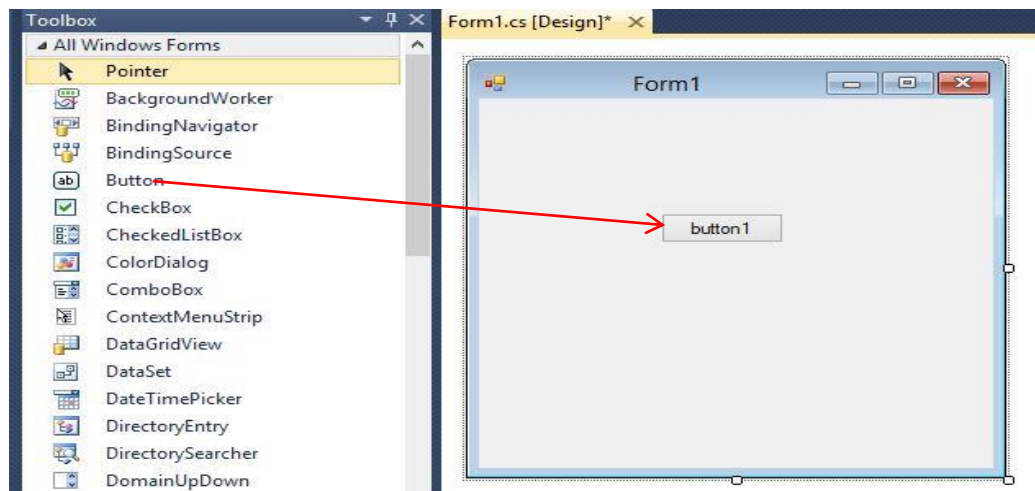 Toolbox
All Windows Forms
Pointer
BackgroundWorker
BindingNavigator
BindingSource
Button
CheckBox
CheckedListBox
ColorDialog
ComboBox
ContextMenuStrip
DataGridView
DataSet
DateTimePicker
DirectoryEntry
DirectorySearcher
DomainUpDown
Form1.cs [Design]*
Form1
button1